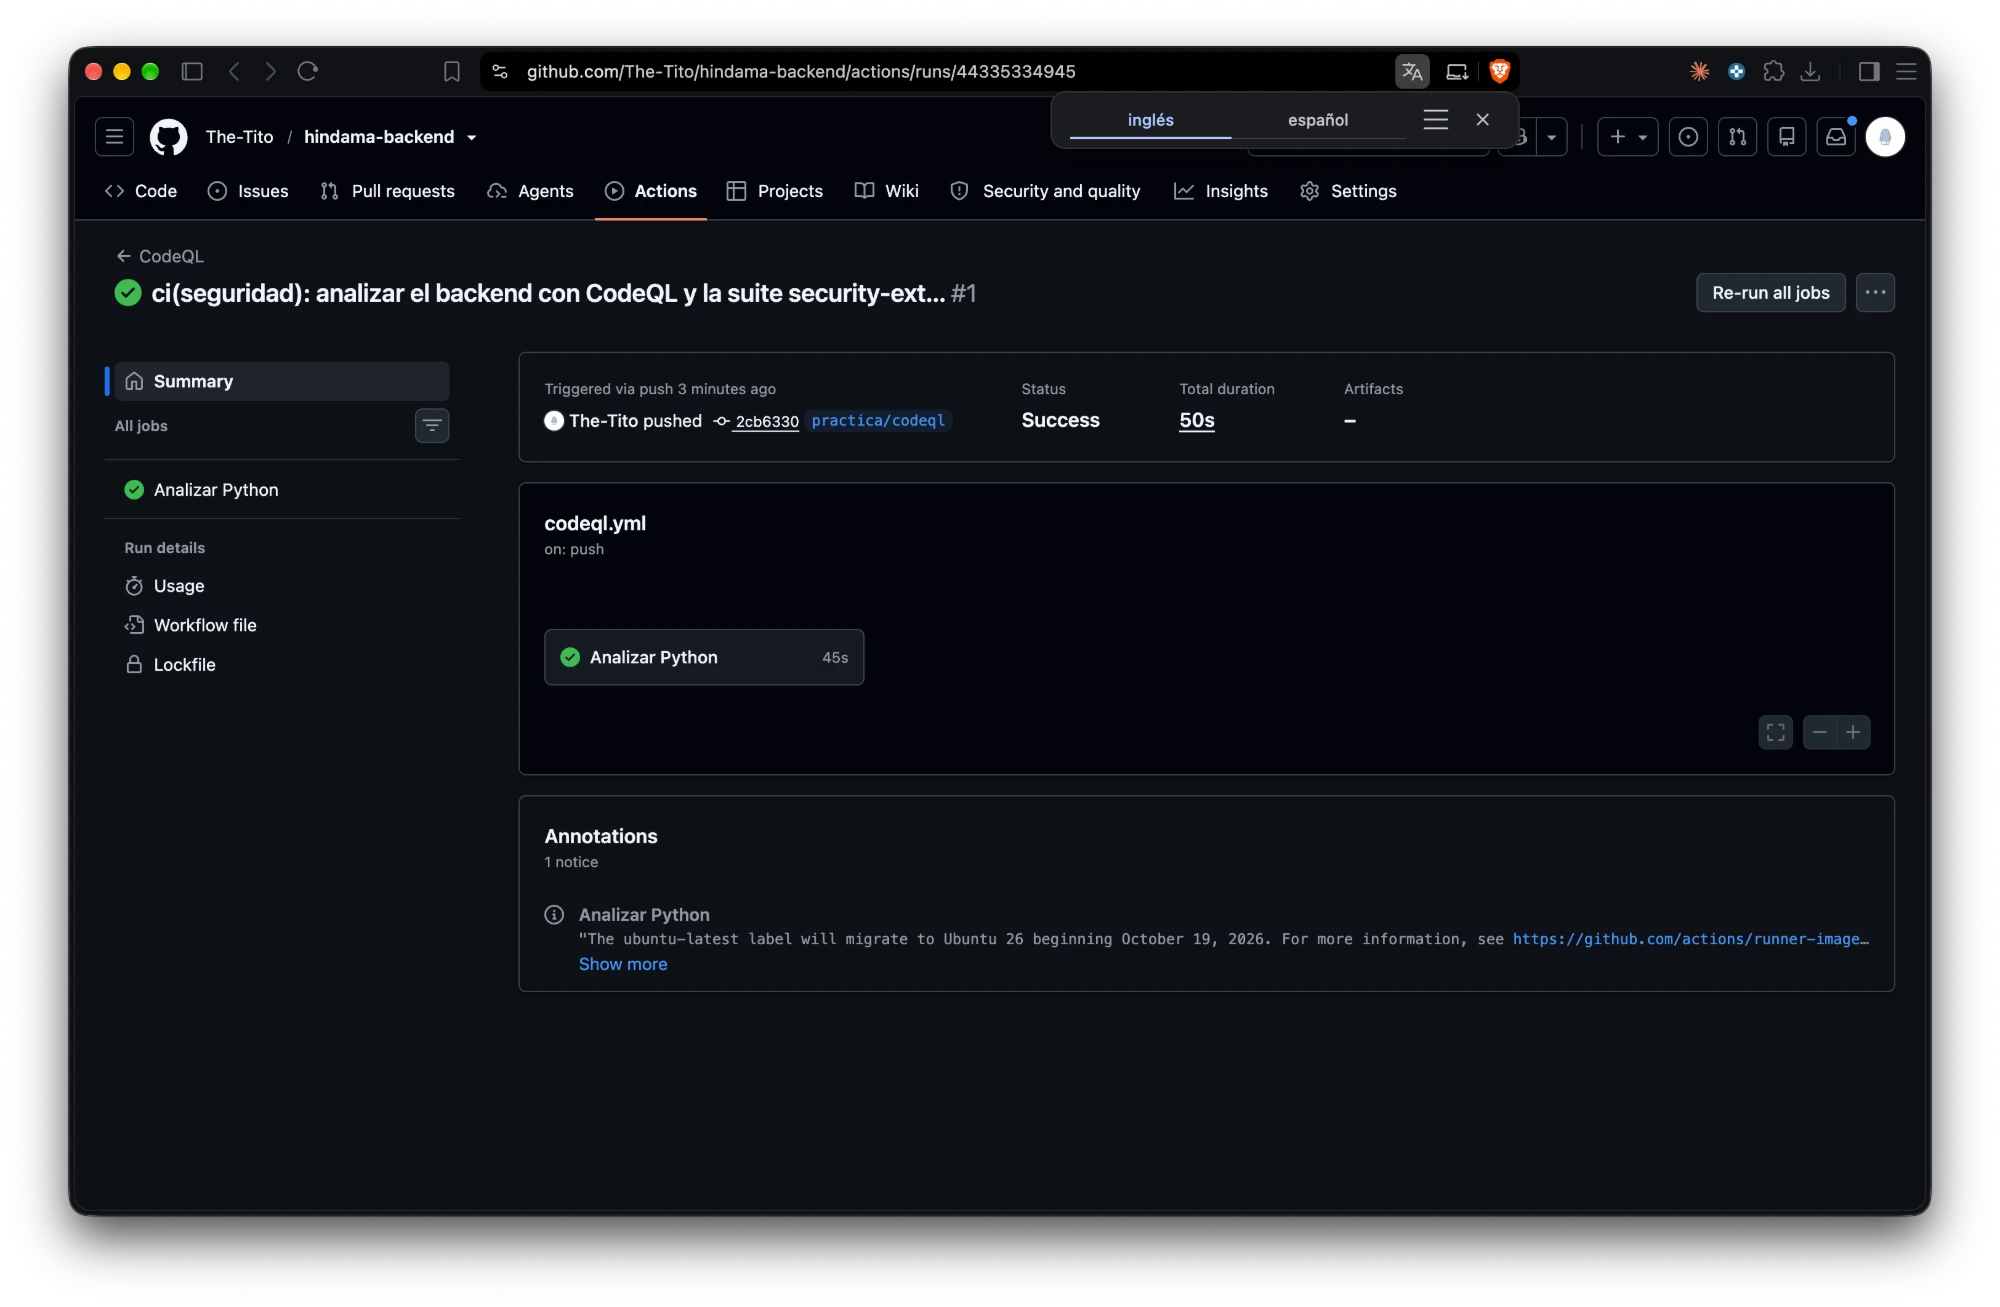 github.com/The-Tito/hindama-backend/actions/runs/44335334945
inglés
español
The-Tito / hindama-backend
Code
Issues
Pull requests
Agents
Actions
Projects
Wiki
Security and quality
Insights
Settings
CodeQL
ci(seguridad): analizar el backend con CodeQL y la suite security-ext... #1
Re-run all jobs
Summary
All jobs
Analizar Python
Run details
Usage
Workflow file
Lockfile
Triggered via push 3 minutes ago
The-Tito pushed 2cb6330 practica/codeql
Status
Success
Total duration
50s
Artifacts
–
codeql.yml
on: push
Analizar Python 45s
Annotations
1 notice
Analizar Python
"The ubuntu-latest label will migrate to Ubuntu 26 beginning October 19, 2026. For more information, see https://github.com/actions/runner-image…
Show more